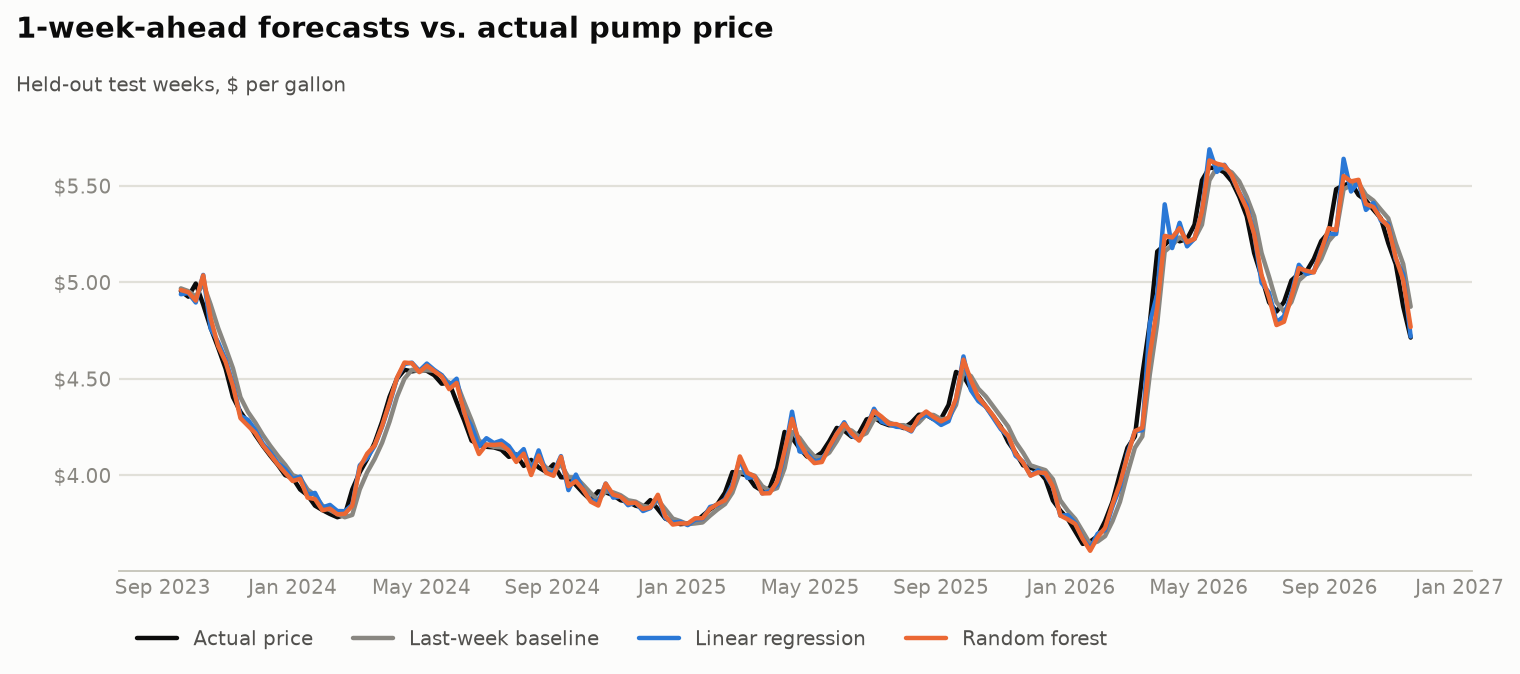 1-week-ahead forecasts vs. actual pump price
Held-out test weeks, $ per gallon
$5.50
$5.00
$4.50
$4.00
Sep 2023 Jan 2024 May 2024 Sep 2024 Jan 2025 May 2025 Sep 2025 Jan 2026 May 2026 Sep 2026 Jan 2027
Actual price Last-week baseline Linear regression Random forest